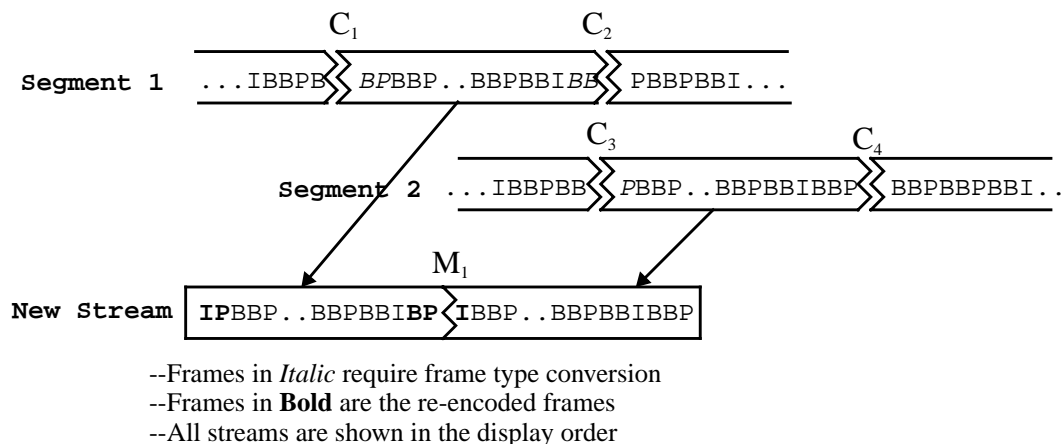 C1 C2
Segment 1 ...IBBPB BPBBP..BBPBBIBB PBBPBBI...
C3 C4
Segment 2 ...IBBPBB PBBP..BBPBBIBBP BBPBBPBBI..
M1
New Stream IPBBP..BBPBBIBP IBBP..BBPBBIBBP
--Frames in Italic require frame type conversion
--Frames in Bold are the re-encoded frames
--All streams are shown in the display order